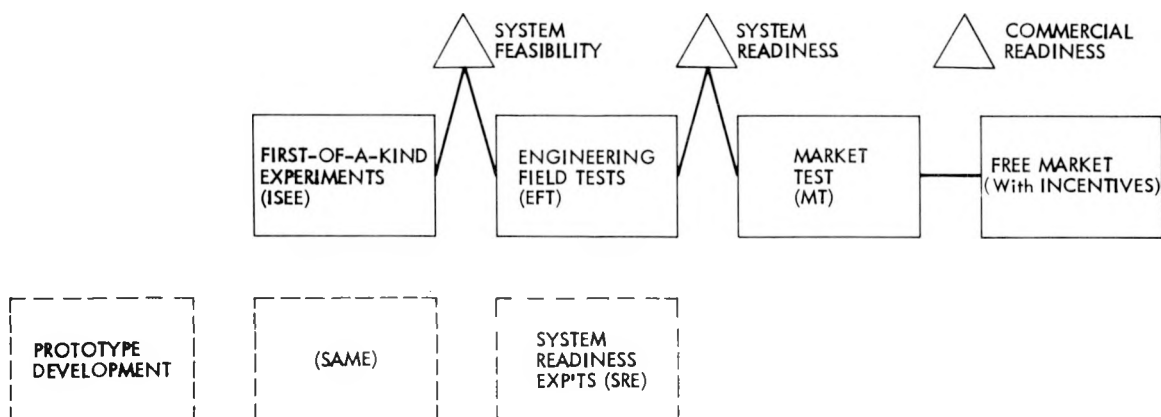 SYSTEM
FEASIBILITY
SYSTEM
READINESS
COMMERCIAL
READINESS
FIRST-OF-A-KIND
EXPERIMENTS
(ISEE)
ENGINEERING
FIELD TESTS
(EFT)
MARKET
TEST
(MT)
FREE MARKET
(With INCENTIVES)
PROTOTYPE
DEVELOPMENT
(SAME)
SYSTEM
READINESS
EXP'TS (SRE)